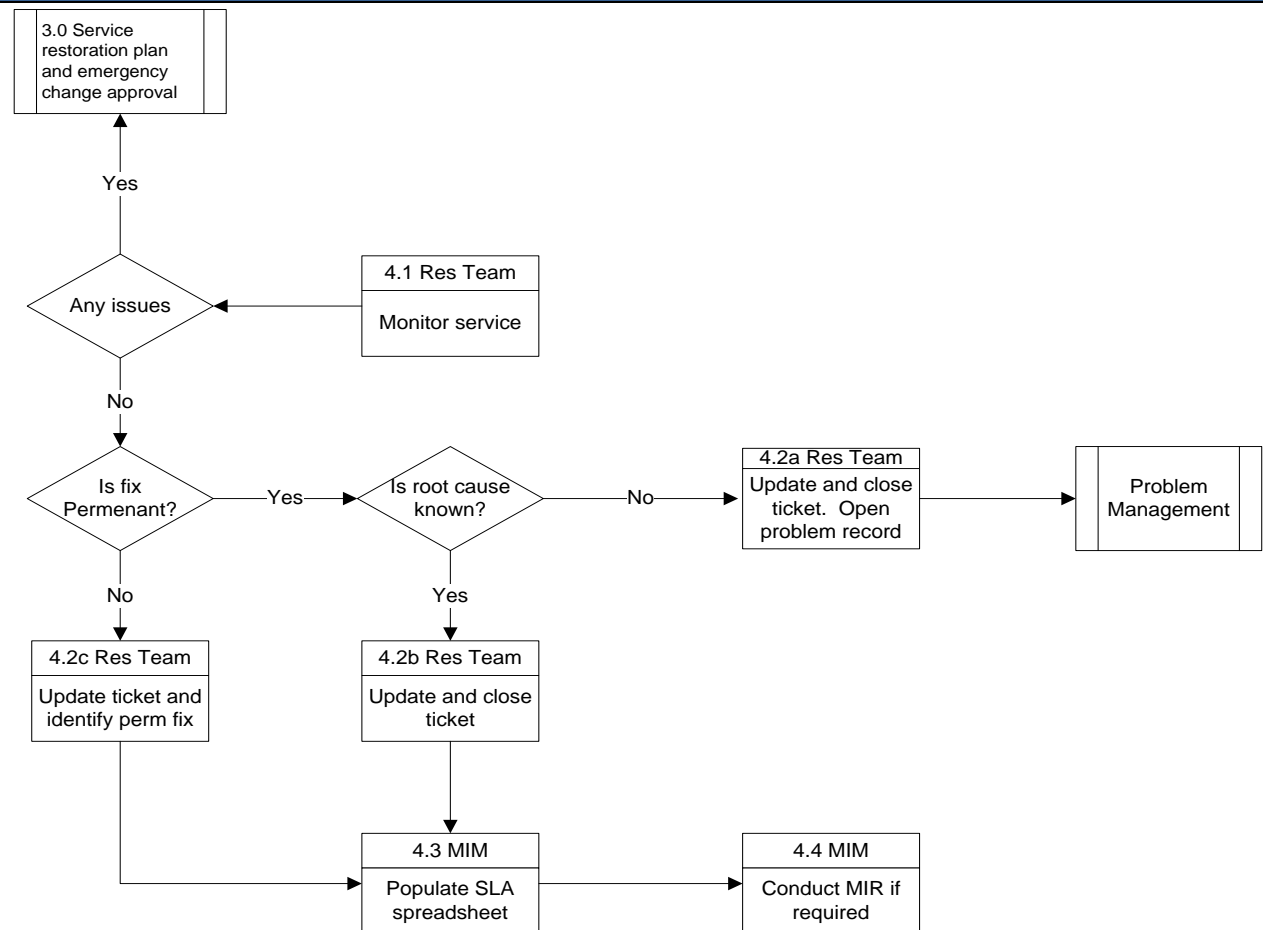 3.0 Service
restoration plan
and emergency
change approval
Yes
4.1 Res Team
Any issues
Monitor service
No
Is fix
Permenant?
Yes
Is root cause
known?
No
4.2a Res Team
Update and close
ticket. Open
problem record
Problem
Management
No
Yes
4.2c Res Team
Update ticket and
identify perm fix
4.2b Res Team
Update and close
ticket
4.3 MIM
Populate SLA
spreadsheet
4.4 MIM
Conduct MIR if
required